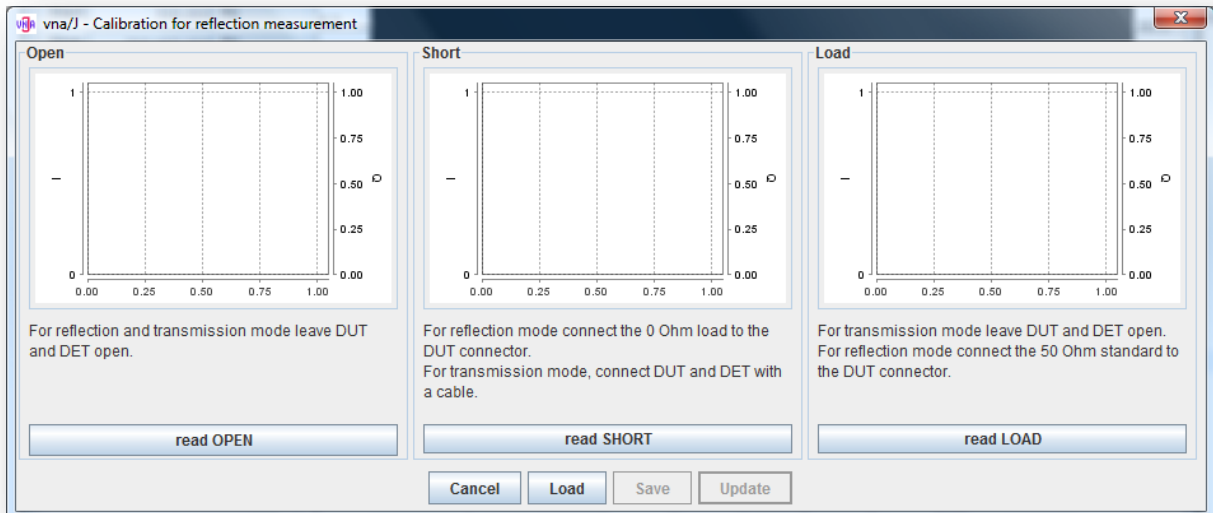 VNA vna/J - Calibration for reflection measurement X
Open
1
0
I
1.00
0.75
0.50
0.25
0.00
Q
0.00 0.25 0.50 0.75 1.00
For reflection and transmission mode leave DUT
and DET open.
read OPEN
Short
1
0
I
1.00
0.75
0.50
0.25
0.00
Q
0.00 0.25 0.50 0.75 1.00
For reflection mode connect the 0 Ohm load to the
DUT connector.
For transmission mode, connect DUT and DET with
a cable.
read SHORT
Load
1
0
I
1.00
0.75
0.50
0.25
0.00
Q
0.00 0.25 0.50 0.75 1.00
For transmission mode leave DUT and DET open.
For reflection mode connect the 50 Ohm standard to
the DUT connector.
read LOAD
Cancel Load Save Update